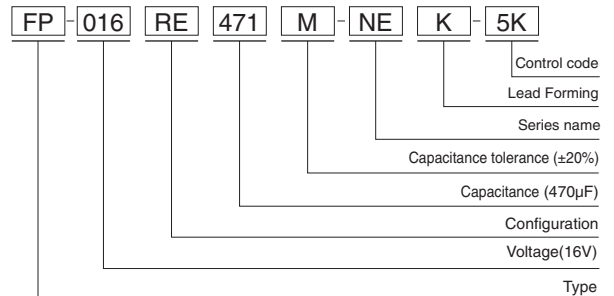 FP-016 RE 471 M-NE K-5K
Control code
Lead Forming
Series name
Capacitance tolerance (±20%)
Capacitance (470µF)
Configuration
Voltage(16V)
Type